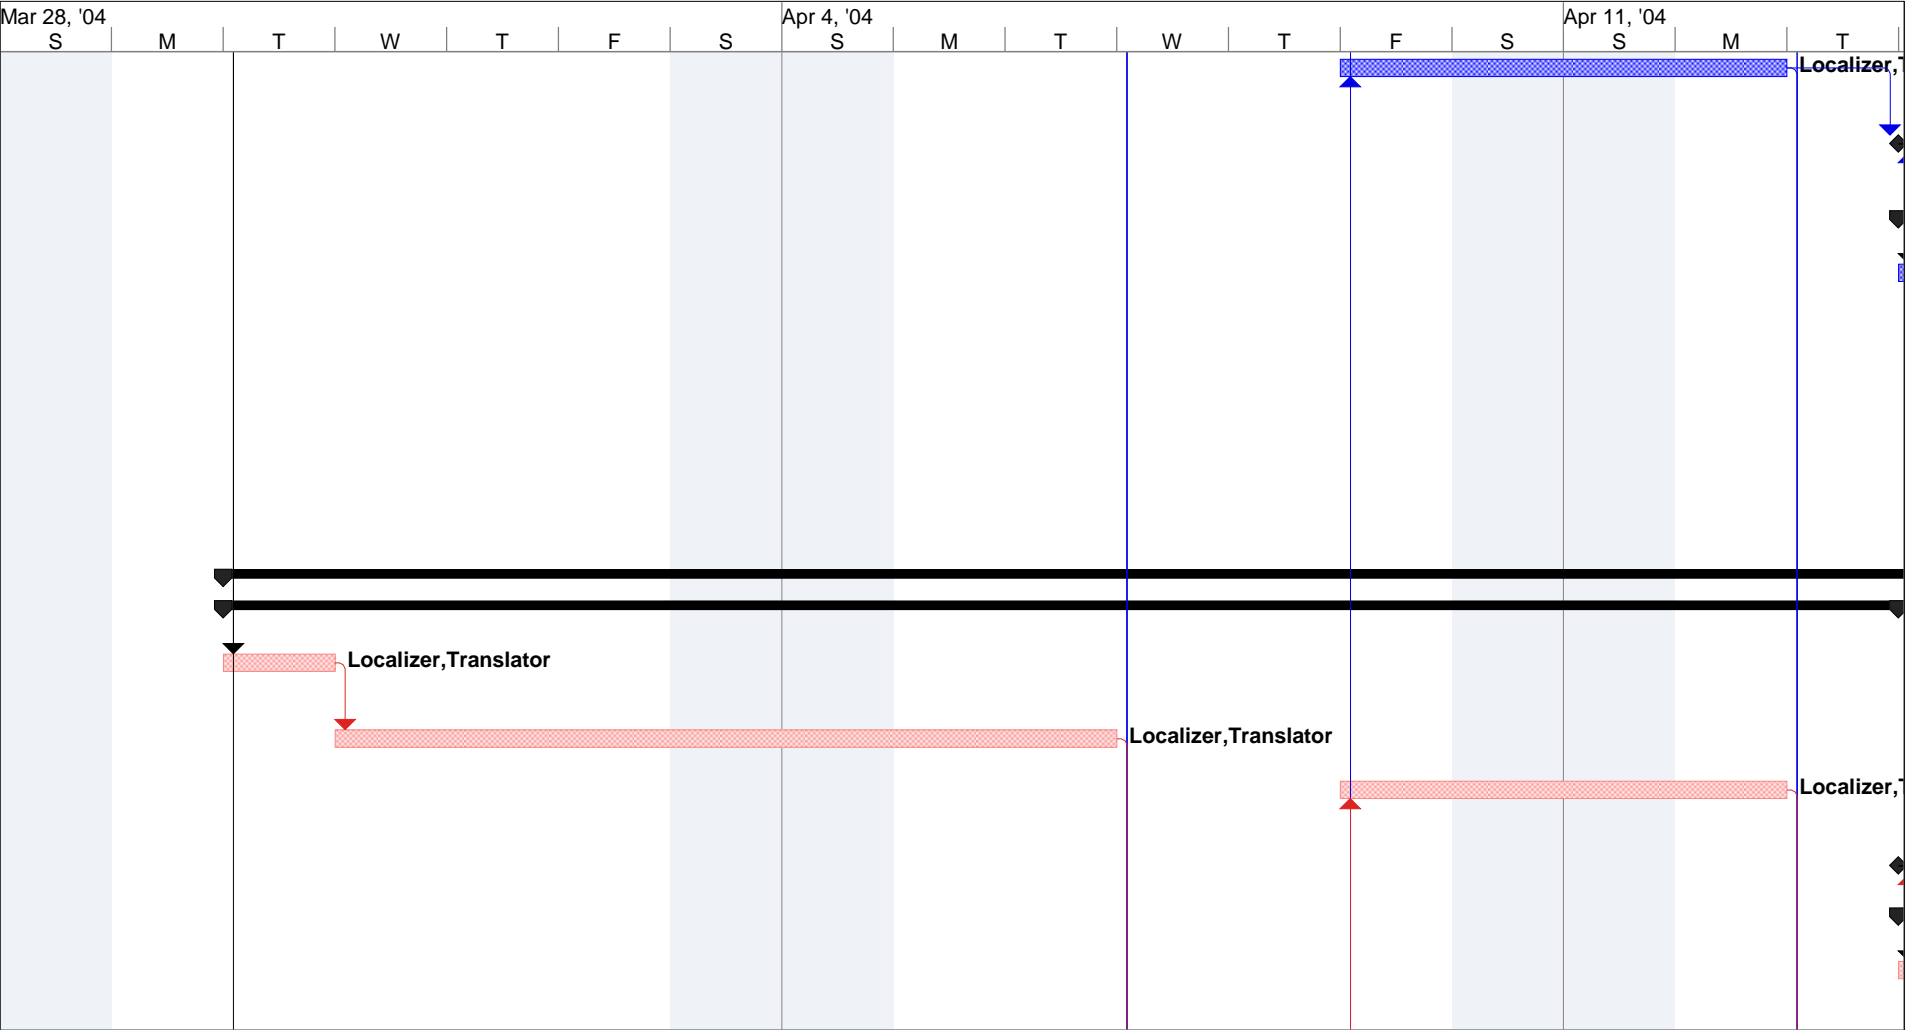 Mar 28, '04 Apr 4, '04 Apr 11, '04
S M T W T F S S M T W T F S S M T
Localizer,T
Localizer,Translator
Localizer,Translator
Localizer,T